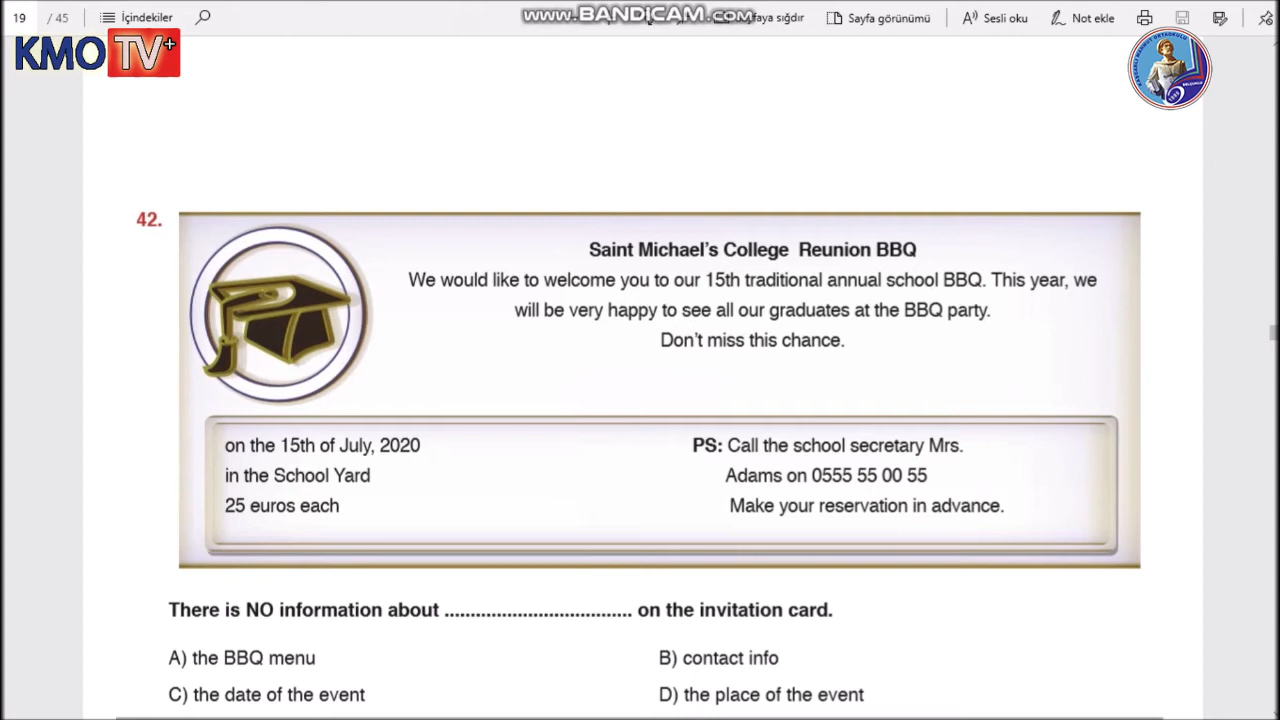 19 / 45 İçindekiler www.BANDICAM.com sayfaya sığdır Sayfa görünümü A Sesli oku Not ekle
KMO TV+
42.
Saint Michael's College Reunion BBQ
We would like to welcome you to our 15th traditional annual school BBQ. This year, we
will be very happy to see all our graduates at the BBQ party.
Don't miss this chance.
on the 15th of July, 2020
in the School Yard
25 euros each
PS: Call the school secretary Mrs.
Adams on 0555 55 00 55
Make your reservation in advance.
There is NO information about ................................... on the invitation card.
A) the BBQ menu
B) contact info
C) the date of the event
D) the place of the event